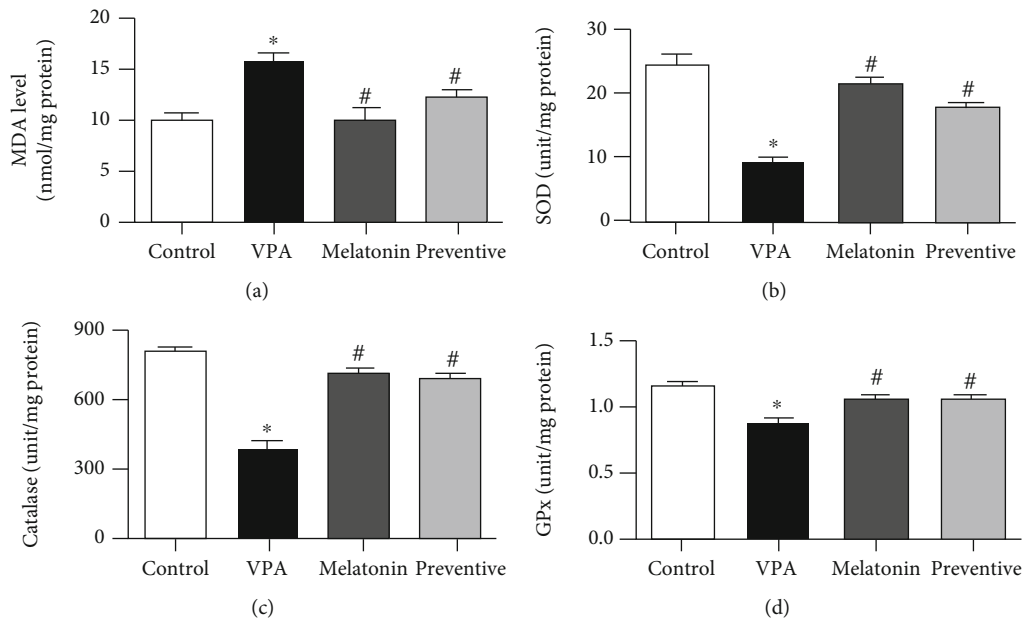 MDA level
(nmol/mg protein)
20
15
10
5
0
*
#
#
Control
VPA
Melatonin
Preventive
(a)
SOD (unit/mg protein)
30
20
10
0
*
#
#
Control
VPA
Melatonin
Preventive
(b)
Catalase (unit/mg protein)
900
600
300
0
*
#
#
Control
VPA
Melatonin
Preventive
(c)
GPx (unit/mg protein)
1.5
1.0
0.5
0.0
*
#
#
Control
VPA
Melatonin
Preventive
(d)